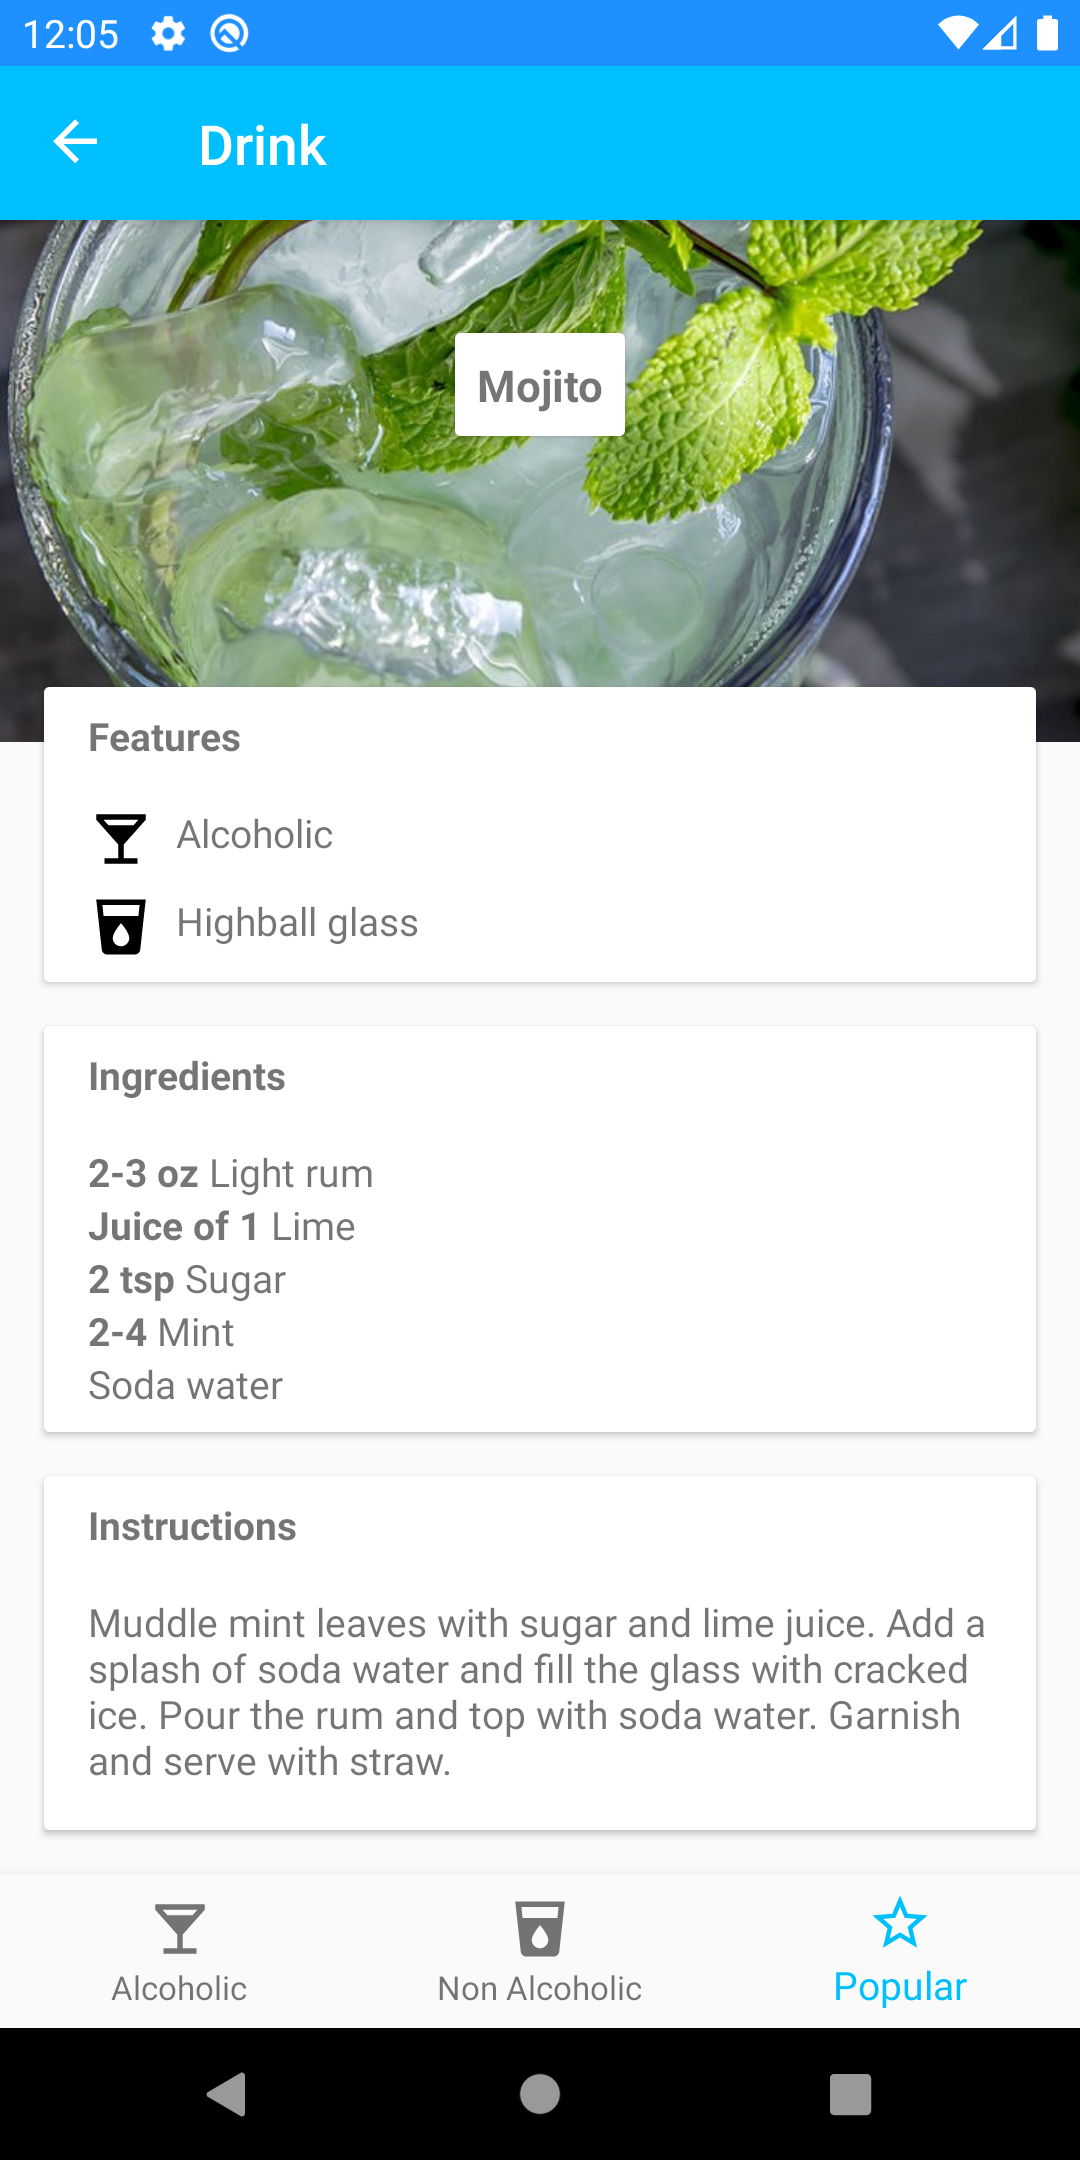 12:05
Drink
Mojito
Features
Alcoholic
Highball glass
Ingredients
2-3 oz Light rum
Juice of 1 Lime
2 tsp Sugar
2-4 Mint
Soda water
Instructions
Muddle mint leaves with sugar and lime juice. Add a
splash of soda water and fill the glass with cracked
ice. Pour the rum and top with soda water. Garnish
and serve with straw.
Alcoholic
Non Alcoholic
Popular